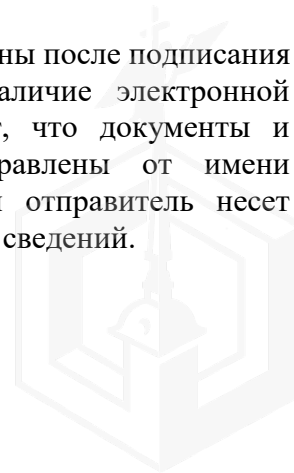 ны после подписания
аличие электронной
, что документы и
равлены от имени
отправитель несет
сведений.